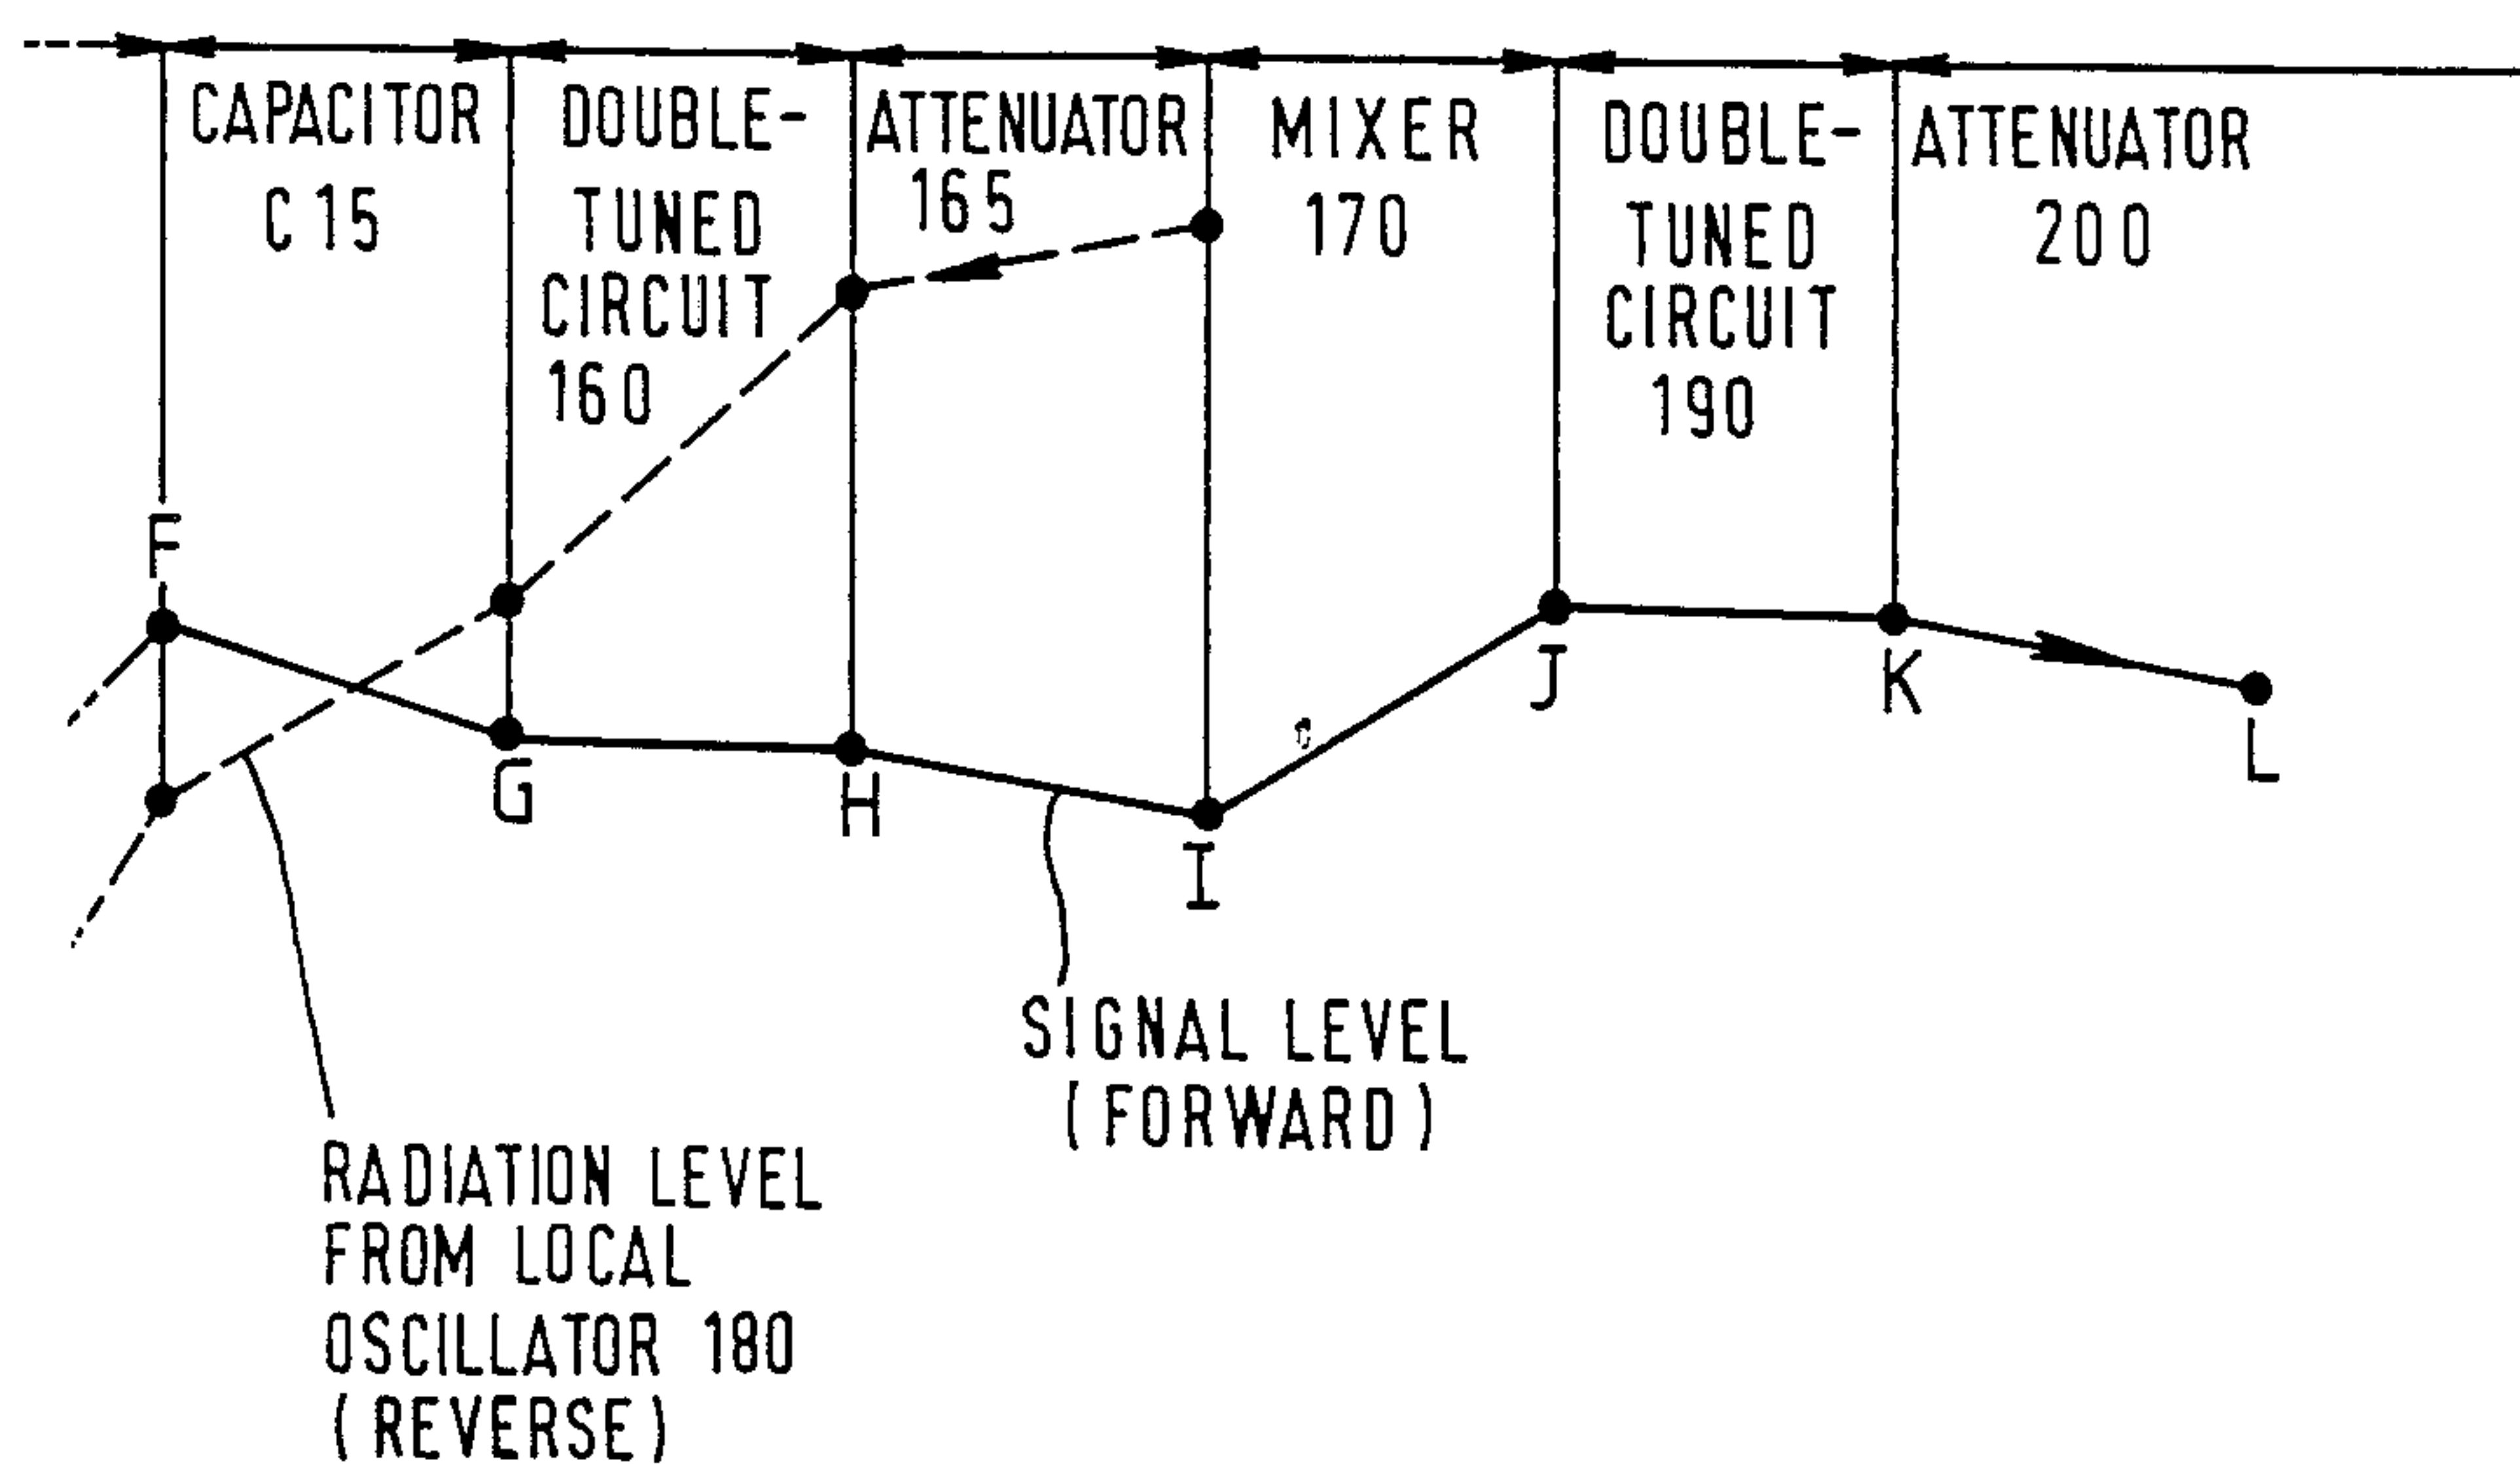 CAPACITOR
C15
DOUBLE-
TUNED
CIRCUIT
160
ATTENUATOR
165
MIXER
170
DOUBLE-
TUNED
CIRCUIT
190
ATTENUATOR
200
F
G
H
I
J
K
L
SIGNAL LEVEL
(FORWARD)
RADIATION LEVEL
FROM LOCAL
OSCILLATOR 180
(REVERSE)